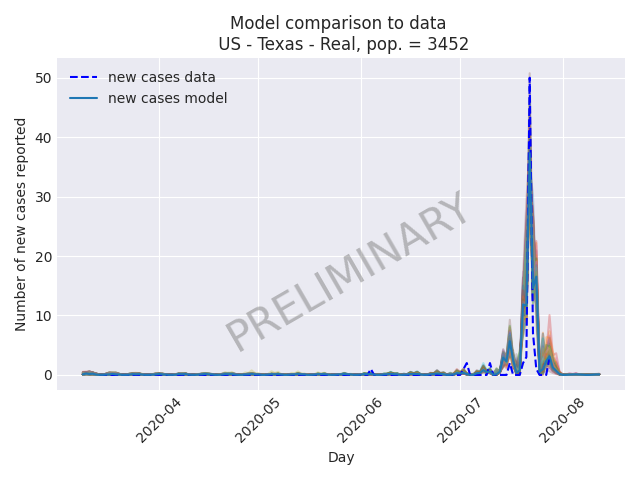 Model comparison to data
US - Texas - Real, pop. = 3452
new cases data
new cases model
Number of new cases reported
50
40
30
20
10
0
PRELIMINARY
2020-04
2020-05
2020-06
2020-07
2020-08
Day